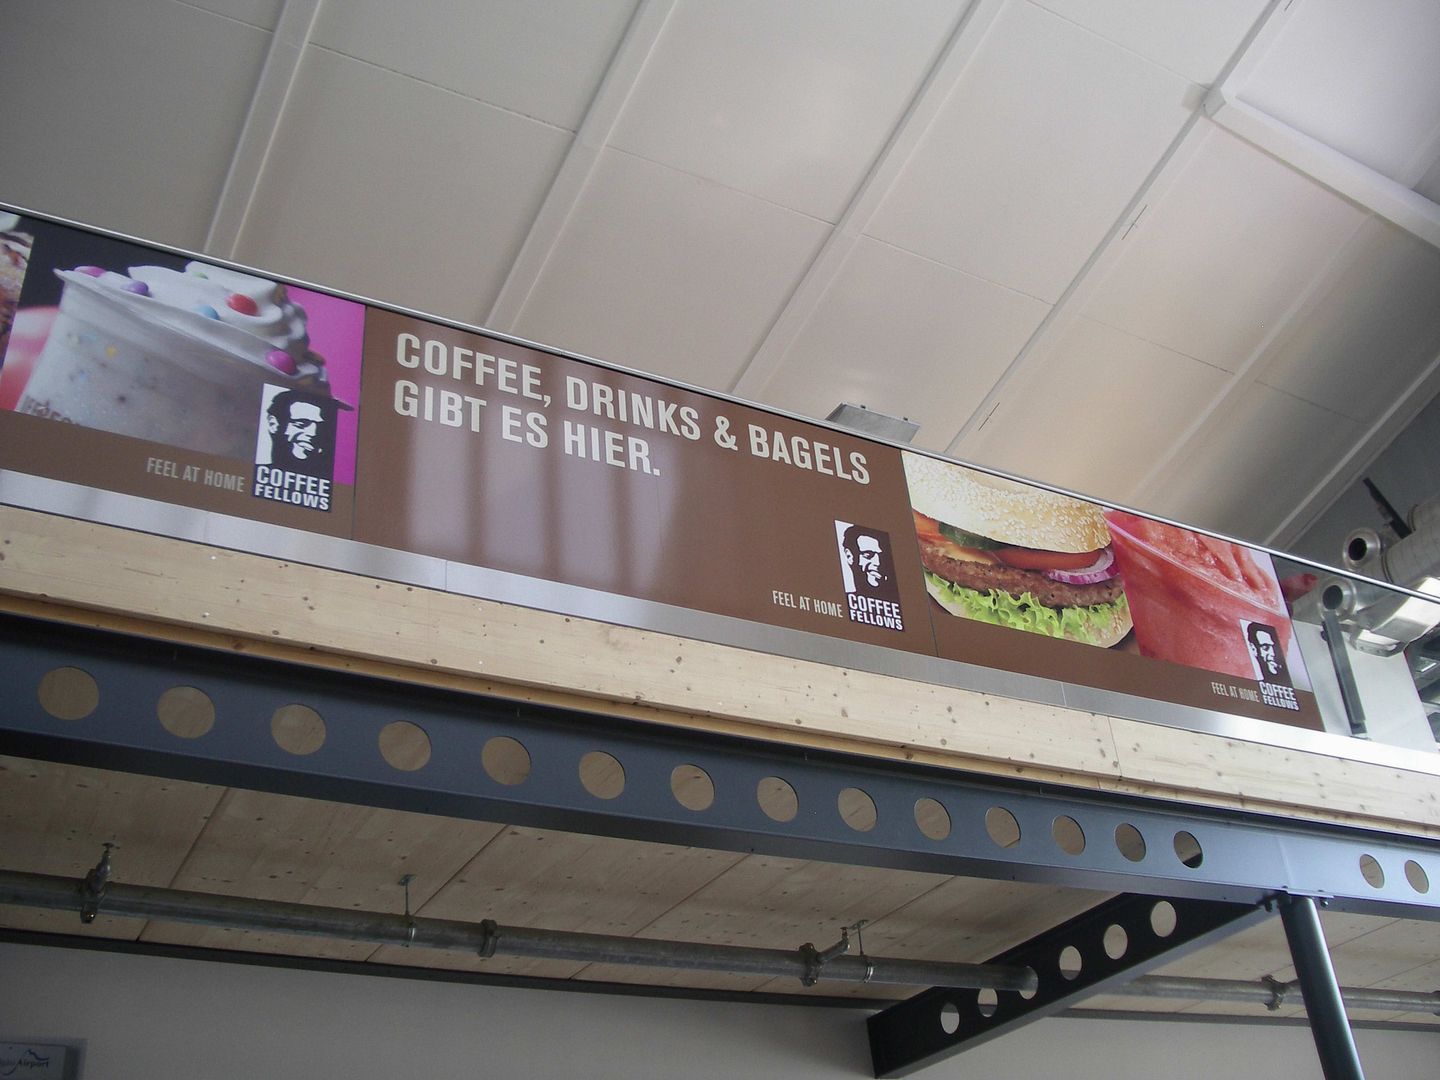 FEEL AT HOME
COFFEE
FELLOWS
COFFEE, DRINKS & BAGELS
GIBT ES HIER.
FEEL AT HOME
COFFEE
FELLOWS
FEEL AT HOME
COFFEE
FELLOWS
Airport